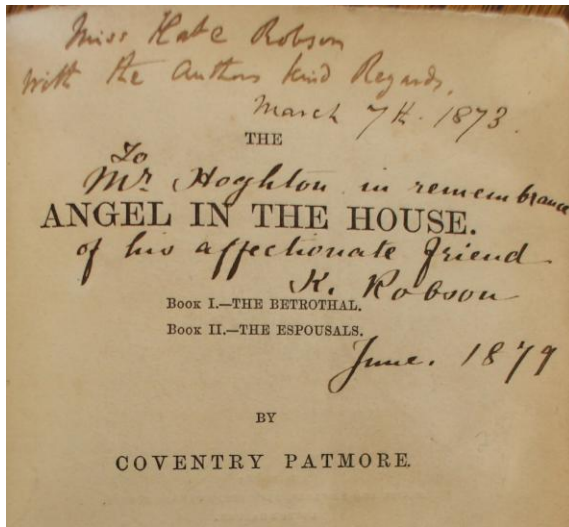 Miss Kate Robson
With the Authors kind Regards,
March 7th. 1873.
THE
To
Mr Hoghton in remembrance
ANGEL IN THE HOUSE.
of his affectionate friend
K. Robson
BOOK I.—THE BETROTHAL.
BOOK II.—THE ESPOUSALS.
June. 1879
BY
COVENTRY PATMORE.